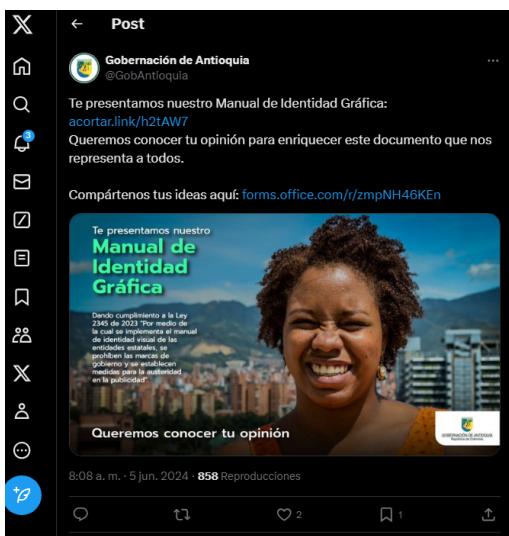 Post
Gobernación de Antioquia
@GobAntioquia
Te presentamos nuestro Manual de Identidad Gráfica:
acortar.link/h2tAW7
Queremos conocer tu opinión para enriquecer este documento que nos
representa a todos.
Compártenos tus ideas aquí: forms.office.com/r/zmpNH46KEn
Te presentamos nuestro
Manual de
Identidad
Gráfica
Dando cumplimiento a la Ley
2345 de 2023 "Por medio de
la cual se implementa el manual
de identidad visual de las
entidades estatales, se
prohíben las marcas de
gobierno y se establecen
medidas para la austeridad
en la publicidad"
Queremos conocer tu opinión
GOBERNACIÓN DE ANTIOQUIA
República de Colombia
8:08 a. m. · 5 jun. 2024 · 858 Reproducciones
2
1
3